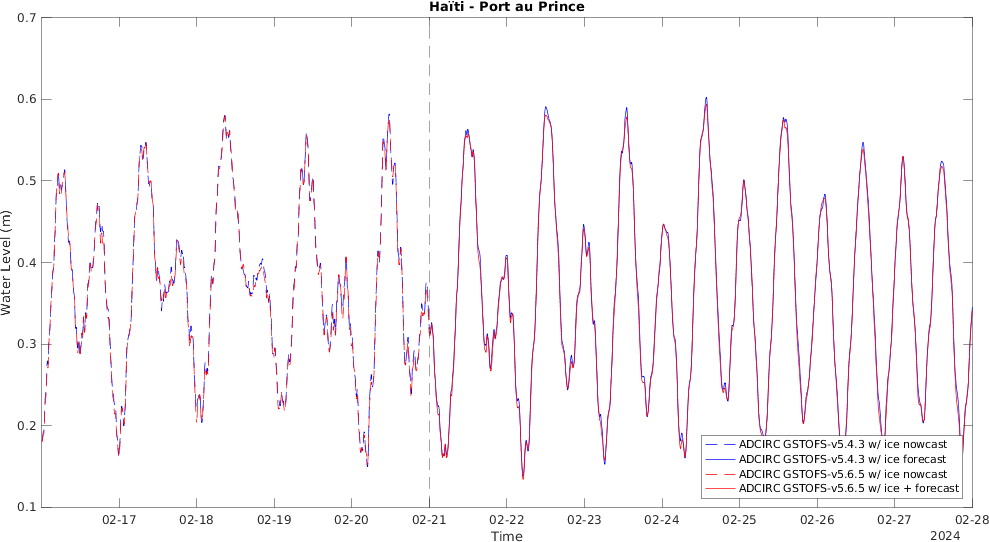 Haïti - Port au Prince
0.7
0.6
0.5
0.4
0.3
0.2
0.1
Water Level (m)
02-17 02-18 02-19 02-20 02-21 02-22 02-23 02-24 02-25 02-26 02-27 02-28
Time
2024
ADCIRC GSTOFS-v5.4.3 w/ ice nowcast
ADCIRC GSTOFS-v5.4.3 w/ ice forecast
ADCIRC GSTOFS-v5.6.5 w/ ice nowcast
ADCIRC GSTOFS-v5.6.5 w/ ice + forecast